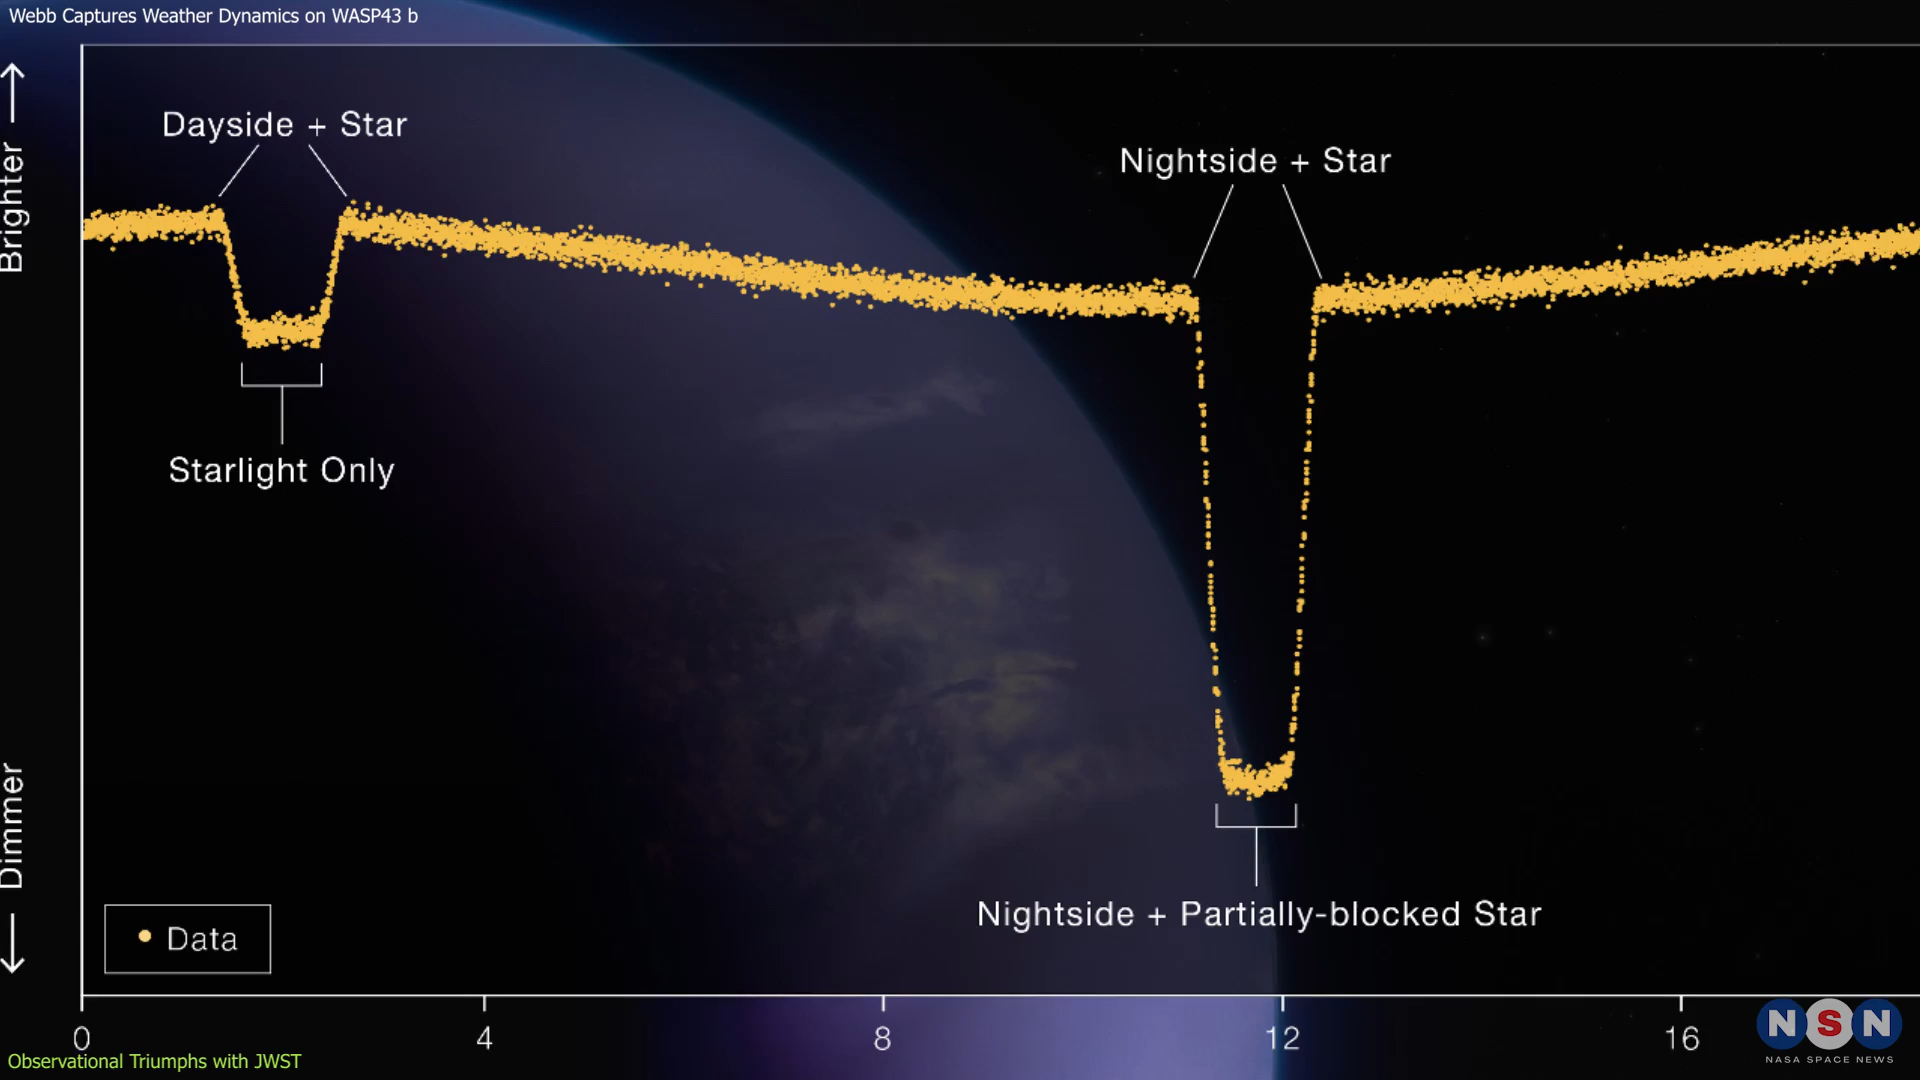 Webb Captures Weather Dynamics on WASP43 b
Brighter
Dayside + Star
Nightside + Star
Starlight Only
Dimmer
Nightside + Partially-blocked Star
Data
0 4 8 12 16
Observational Triumphs with JWST
NSN
NASA SPACE NEWS